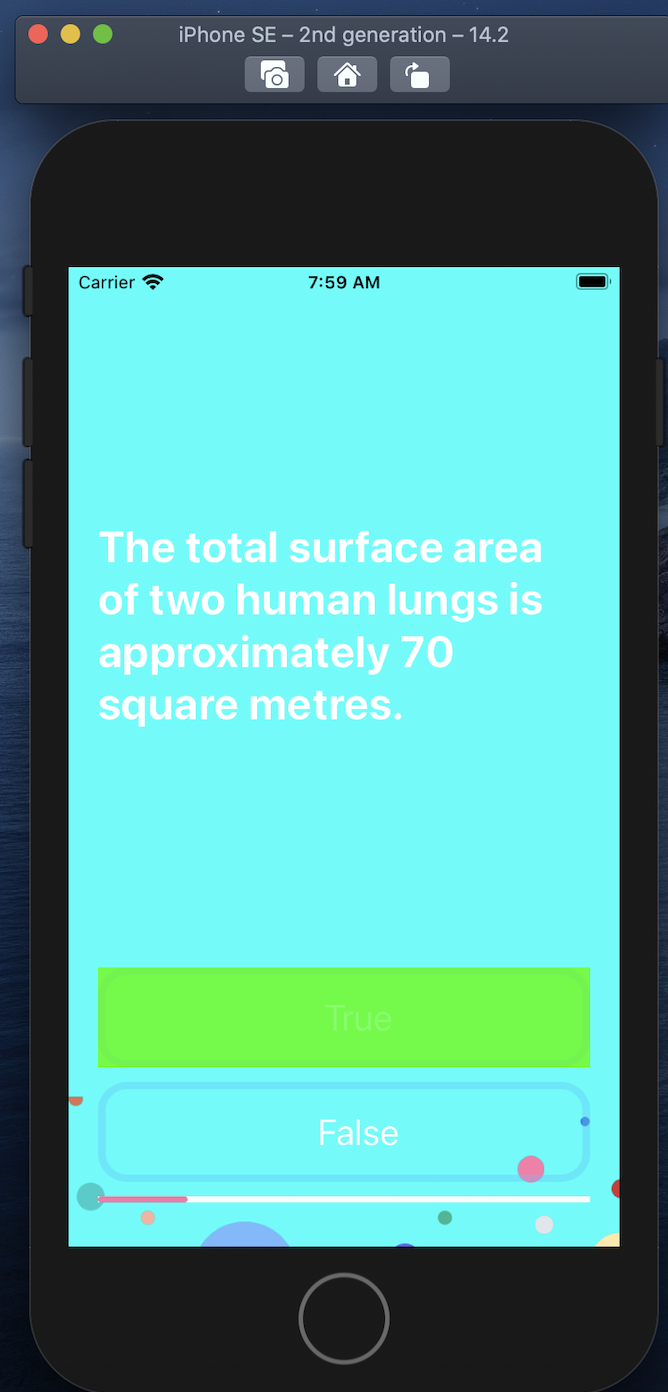 iPhone SE – 2nd generation – 14.2
Carrier 7:59 AM
The total surface area
of two human lungs is
approximately 70
square metres.
True
False